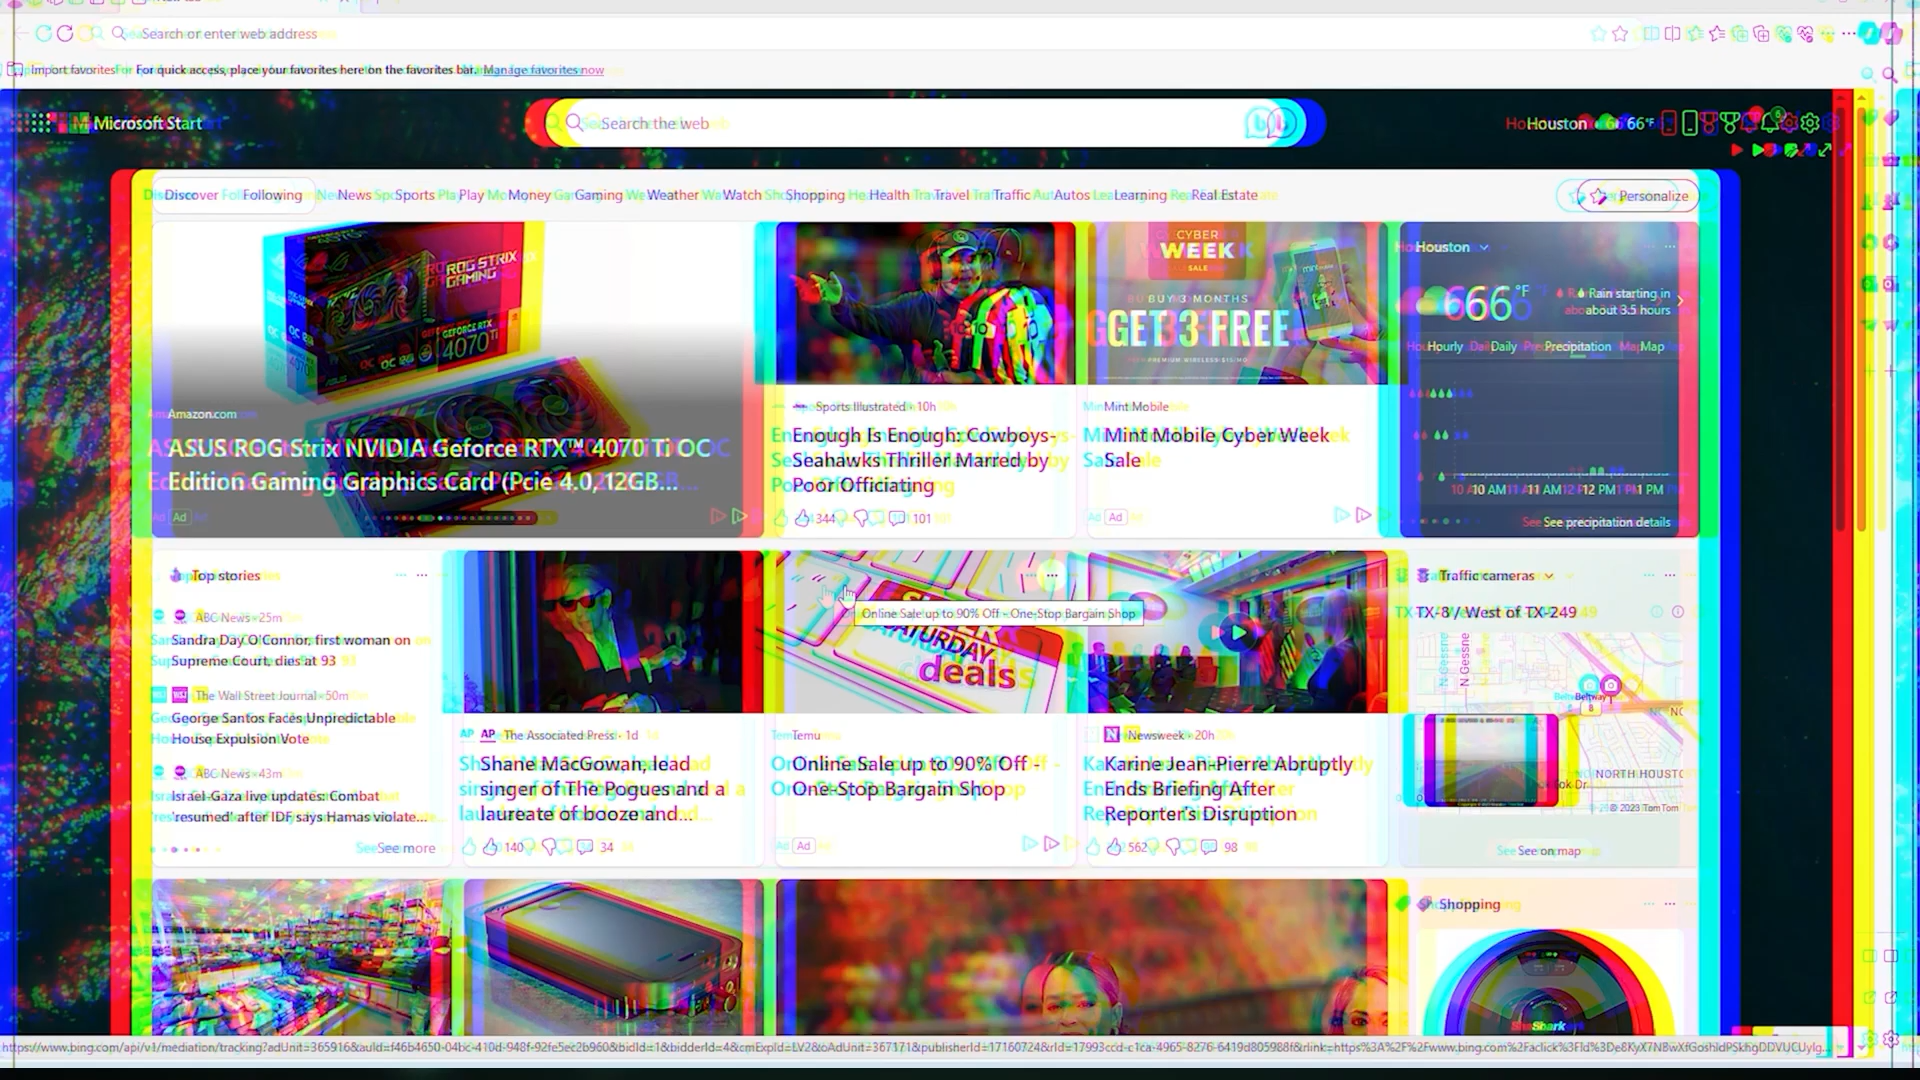 Search or enter web address
Import favorites For quick access, place your favorites here on the favorites bar. Manage favorites now
Microsoft Start
Search the web
Houston 66°F
Discover Following News Sports Play Money Gaming Weather Watch Shopping Health Travel Traffic Autos Learning Real Estate
Personalize
ROG STRIX
GAMING
GEFORCE RTX
4070Ti
Amazon.com
ASUS ROG Strix NVIDIA Geforce RTX™ 4070 Ti OC
Edition Gaming Graphics Card (Pcie 4.0, 12GB...
Ad
Sports Illustrated · 10h
Enough Is Enough: Cowboys-
Seahawks Thriller Marred by
Poor Officiating
344 101
CYBER
WEEK
SALE
BUY 3 MONTHS
GET 3 FREE
PREMIUM WIRELESS $15/MO
Mint Mobile
Mint Mobile Cyber Week
Sale
Ad
Houston
66 °F
Rain starting in
about 3.5 hours
Hourly Daily Precipitation Map
10 AM 11 AM 12 PM 1 PM
See precipitation details
Top stories
ABC News · 25m
Sandra Day O'Connor, first woman on
Supreme Court, dies at 93
The Wall Street Journal · 50m
George Santos Faces Unpredictable
House Expulsion Vote
ABC News · 43m
Israel-Gaza live updates: Combat
'resumed' after IDF says Hamas violate...
See more
AP The Associated Press · 1d
Shane MacGowan, lead
singer of The Pogues and a
laureate of booze and...
140 34
SUPER
SATURDAY
deals
Online Sale up to 90% Off - One-Stop Bargain Shop
Temu
Online Sale up to 90% Off -
One-Stop Bargain Shop
Ad
N Newsweek · 20h
Karine Jean-Pierre Abruptly
Ends Briefing After
Reporter's Disruption
562 98
Traffic cameras
TX-8 / West of TX-249
N Gessne
Beltway
8
NORTH HOUSTO
© 2023 TomTom
See on map
Shopping
Shark